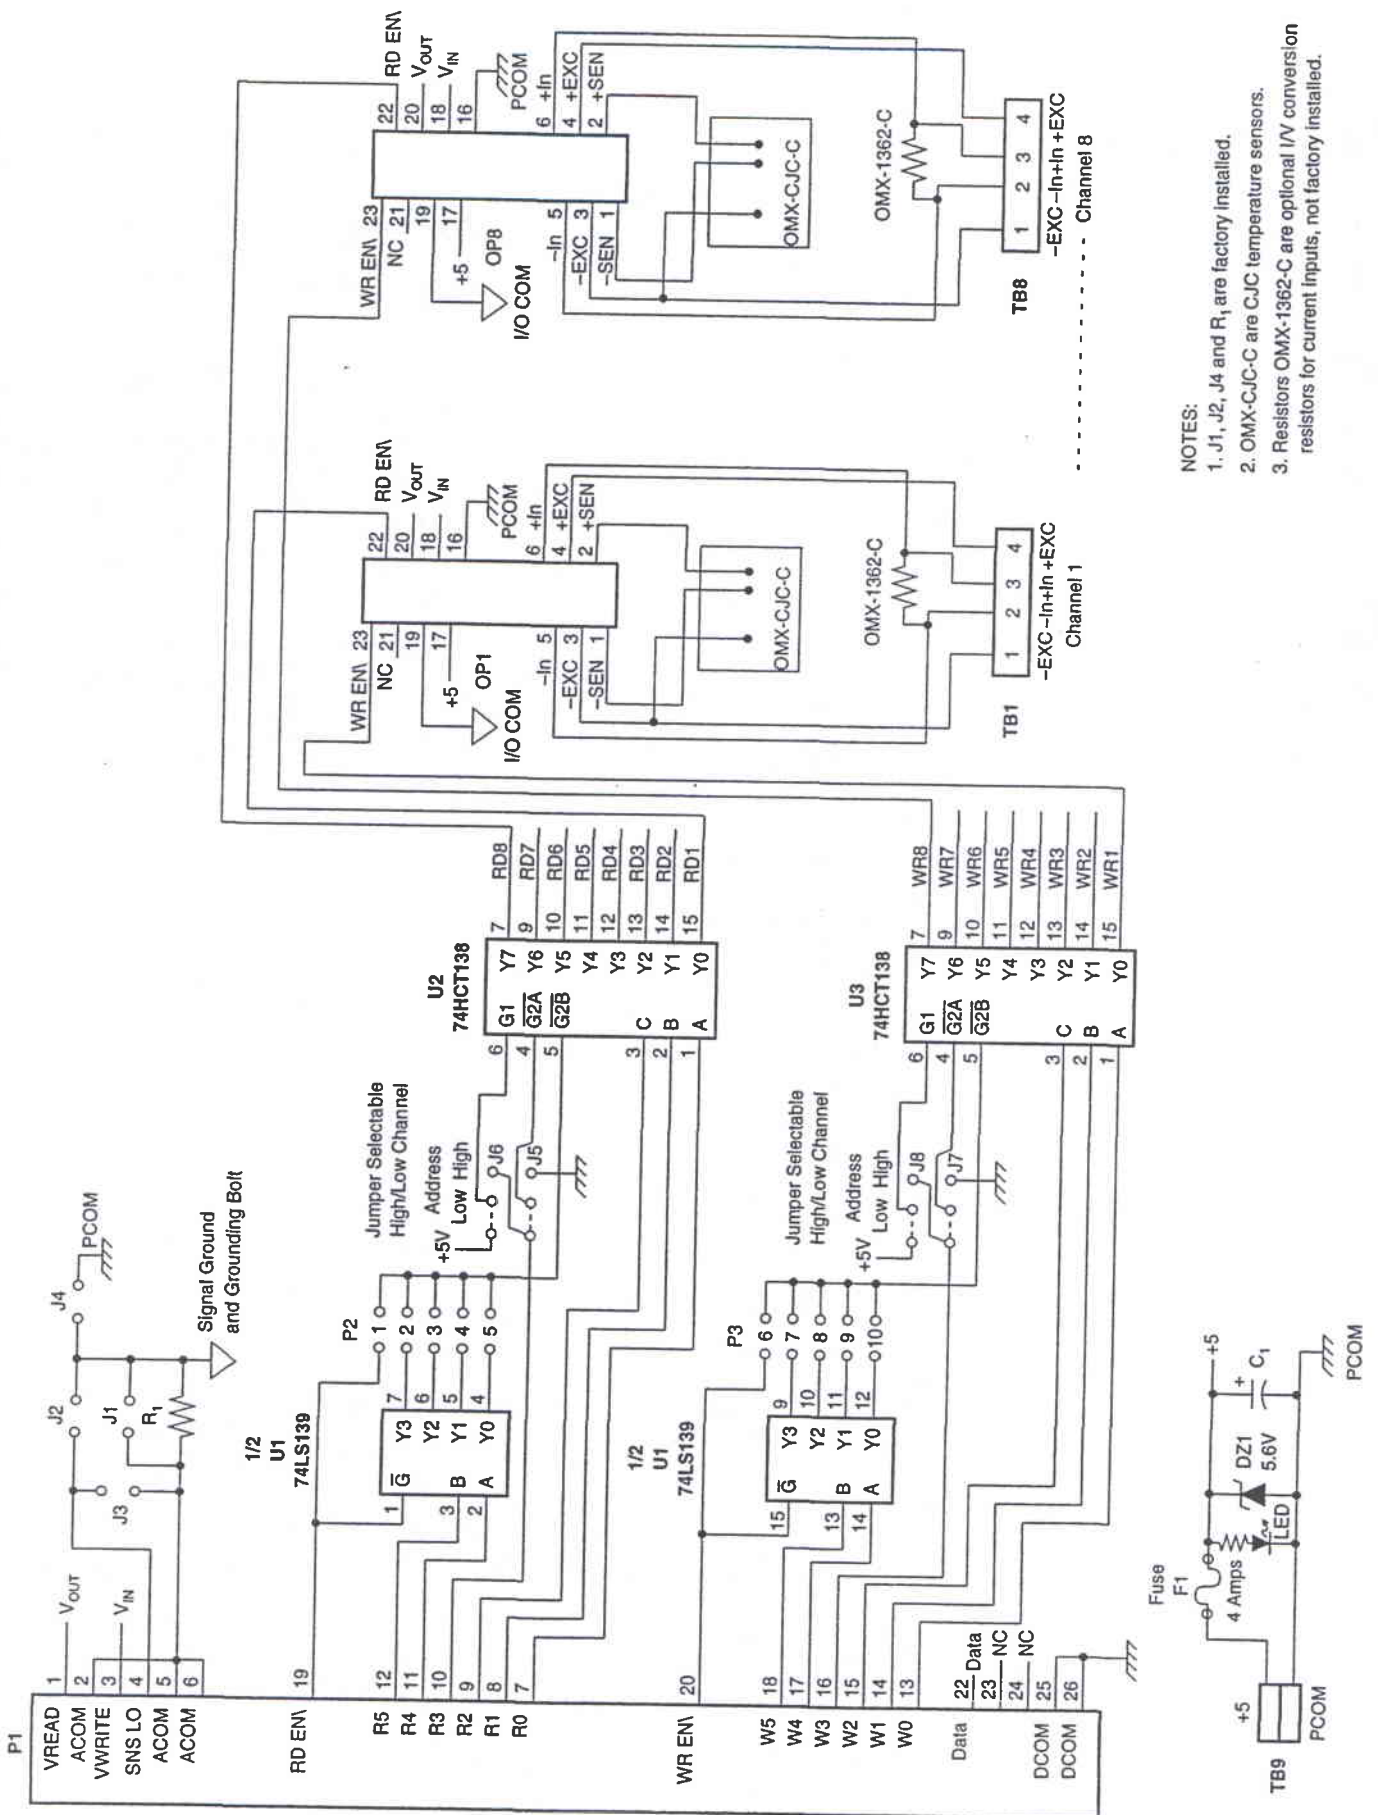 P1
VREAD 1 VOUT
ACOM 2
VWRITE 3 VIN
SNS LO 4
ACOM 5
ACOM 6
J2
J1
R1
J3
J4
PCOM
Signal Ground
and Grounding Bolt
RD EN\ 19
R5 12
R4 11
R3 10
R2 9
R1 8
R0 7
1/2
U1
74LS139
1 G Y3 7
Y2 6
3 B Y1 5
2 A Y0 4
P2
1
2
3
4
5
Jumper Selectable
High/Low Channel
+5V Address
Low High
J6
J5
U2
74HCT138
6 G1 Y7 7 RD8
4 G2A Y6 9 RD7
5 G2B Y5 10 RD6
Y4 11 RD5
Y3 12 RD4
3 C Y2 13 RD3
2 B Y1 14 RD2
1 A Y0 15 RD1
WR EN\ 20
W5 18
W4 17
W3 16
W2 15
W1 14
W0 13
Data 22 Data
23 NC
24 NC
DCOM 25
DCOM 26
1/2
U1
74LS139
15 G Y3 9
Y2 10
13 B Y1 11
14 A Y0 12
P3
6
7
8
9
10
Jumper Selectable
High/Low Channel
+5V Address
Low High
J8
J7
U3
74HCT138
6 G1 Y7 7 WR8
4 G2A Y6 9 WR7
5 G2B Y5 10 WR6
Y4 11 WR5
Y3 12 WR4
3 C Y2 13 WR3
2 B Y1 14 WR2
1 A Y0 15 WR1
WR EN\ 23
NC 21
19
+5 17
OP1
I/O COM
22 RD EN\
20 VOUT
18 VIN
16
PCOM
–In 5
–EXC 3
–SEN 1
6 +In
4 +EXC
2 +SEN
OMX-CJC-C
OMX-1362-C
TB1
1 2 3 4
–EXC –In+In +EXC
Channel 1
WR EN\ 23
NC 21
19
+5 17
OP8
I/O COM
22 RD EN\
20 VOUT
18 VIN
16
PCOM
–In 5
–EXC 3
–SEN 1
6 +In
4 +EXC
2 +SEN
OMX-CJC-C
OMX-1362-C
TB8
1 2 3 4
–EXC –In+In +EXC
Channel 8
TB9
+5
PCOM
Fuse
F1
4 Amps
LED
DZ1
5.6V
+
C1
+5
PCOM
NOTES:
1. J1, J2, J4 and R1 are factory installed.
2. OMX-CJC-C are CJC temperature sensors.
3. Resistors OMX-1362-C are optional I/V conversion
resistors for current inputs, not factory installed.